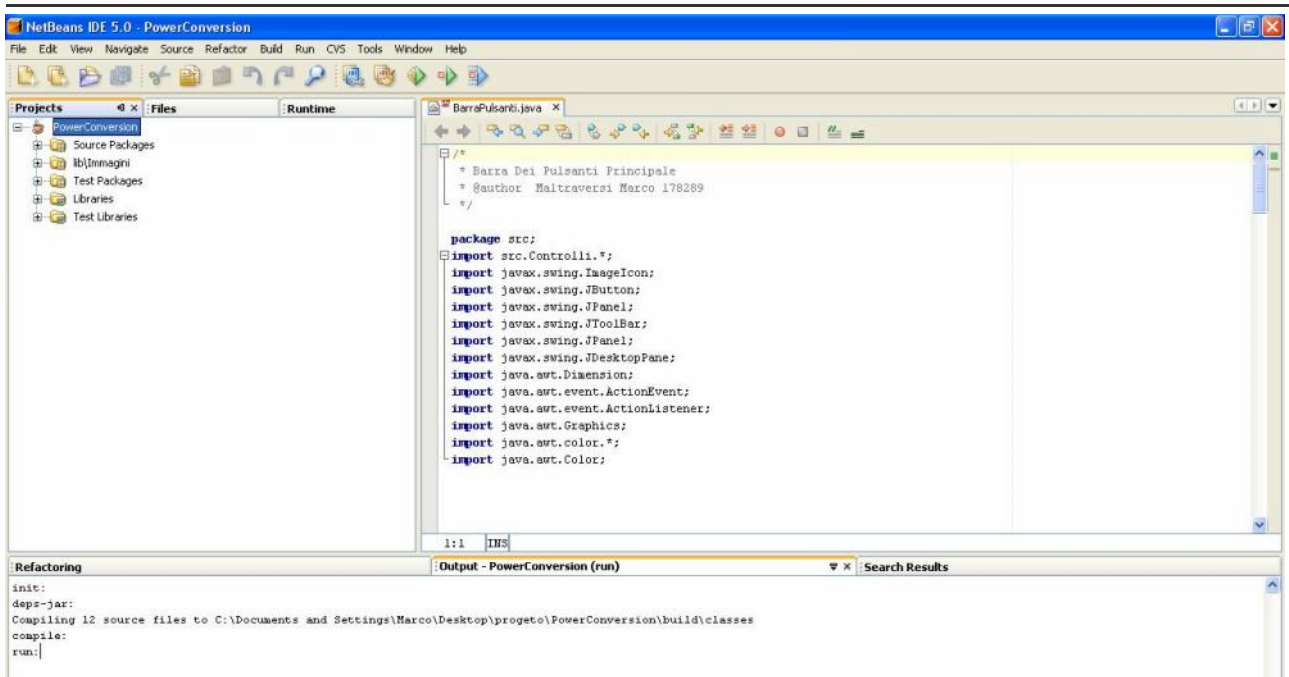 NetBeans IDE 5.0 - PowerConversion
File Edit View Navigate Source Refactor Build Run CVS Tools Window Help
Projects Files Runtime
PowerConversion
Source Packages
lib\Immagini
Test Packages
Libraries
Test Libraries
BarraPulsanti.java
/*
* Barra Dei Pulsanti Principale
* @author Maltraversi Marco 178289
*/
package src;
import src.Controlli.*;
import javax.swing.ImageIcon;
import javax.swing.JButton;
import javax.swing.JPanel;
import javax.swing.JToolBar;
import javax.swing.JPanel;
import javax.swing.JDesktopPane;
import java.awt.Dimension;
import java.awt.event.ActionEvent;
import java.awt.event.ActionListener;
import java.awt.Graphics;
import java.awt.color.*;
import java.awt.Color;
1:1 INS
Refactoring Output - PowerConversion (run) Search Results
init:
deps-jar:
Compiling 12 source files to C:\Documents and Settings\Marco\Desktop\progeto\PowerConversion\build\classes
compile:
run: